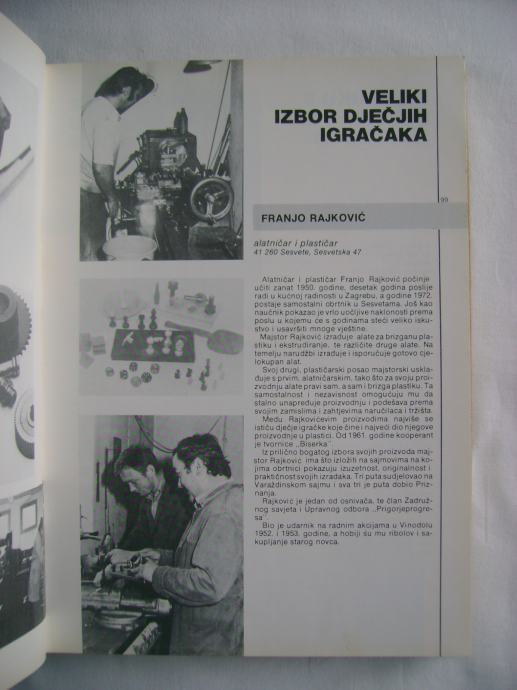 VELIKI
IZBOR DJEČJIH
IGRAČAKA
99
FRANJO RAJKOVIĆ
alatničar i plastičar
41 260 Sesvete, Sesvetska 47
Alatničar i plastičar Franjo Rajković počinje
učiti zanat 1950. godine, desetak godina poslije
radi u kućnoj radinosti u Zagrebu, a godine 1972.
postaje samostalni obrtnik u Sesvetama. Još kao
naučnik pokazao je vrlo uočljive naklonosti prema
poslu u kojemu će s godinama steći veliko isku-
stvo i usavršiti mnoge vještine.
Majstor Rajković izrađuje alate za brizganu pla-
stiku i ekstrudiranje, te različite druge alate. Na
temelju narudžbi izrađuje i isporučuje gotovo cje-
lokupan alat.
Svoj drugi, plastičarski posao majstorski uskla-
đuje s prvim, alatničarskim, tako što za svoju proi-
zvodnju alate pravi sam, a sam i brizga plastiku. Ta
samostalnost i nezavisnost omogućuju mu da
stalno unapređuje proizvodnju i podešava prema
svojim zamislima i zahtjevima naručilaca i tržišta.
Među Rajkovićevim proizvodima najviše se
ističu dječje igračke koje čine i najveći dio njegove
proizvodnje u plastici. Od 1961. godine kooperant
je tvornice „Biserka".
Iz prilično bogatog izbora svojih proizvoda maj-
stor Rajković ima što izložiti na sajmovima na ko-
jima obrtnici pokazuju izuzetnost, originalnost i
praktičnost svojih izradaka. Tri puta sudjelovao na
Varaždinskom sajmu i sva tri je puta dobio Priz-
nanja.
Rajković je jedan od osnivača, te član Zadruž-
nog savjeta i Upravnog odbora „Prigorjeprogre-
sa".
Bio je udarnik na radnim akcijama u Vinodolu
1952. i 1953. godine, a hobiji su mu ribolov i sa-
kupljanje starog novca.